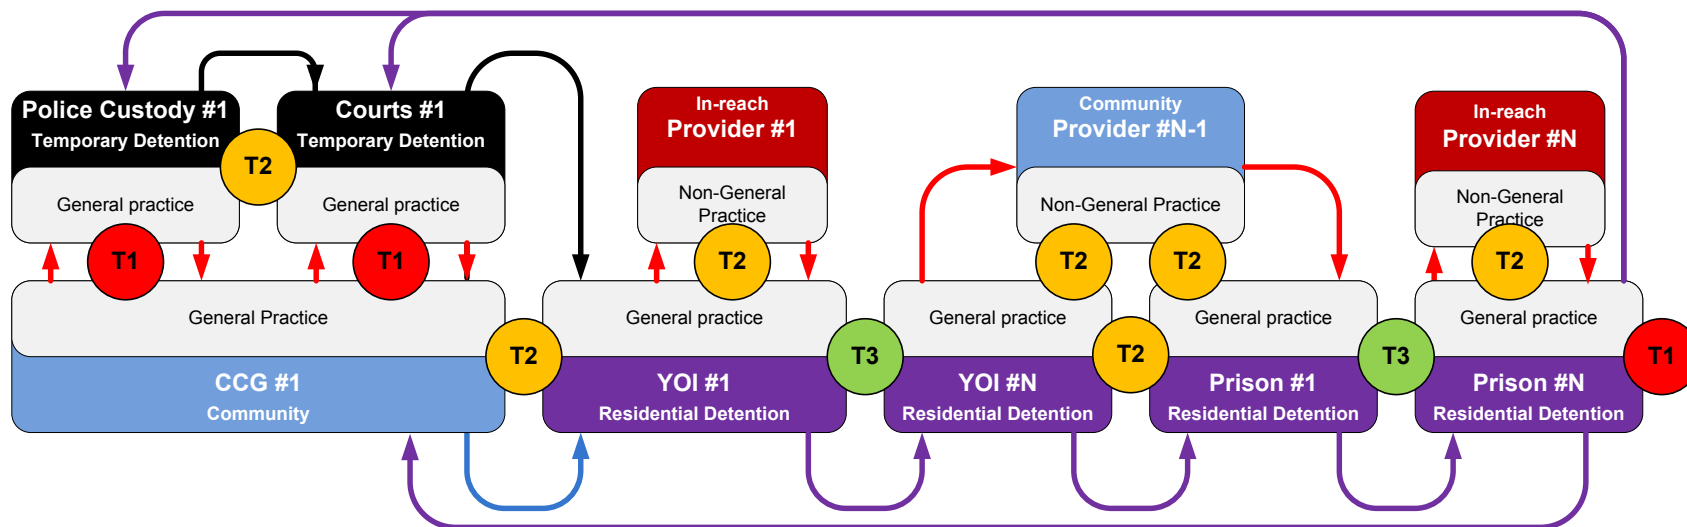 Police Custody #1
Temporary Detention
General practice
T2
Courts #1
Temporary Detention
General practice
In-reach
Provider #1
Non-General
Practice
Community
Provider #N-1
Non-General Practice
In-reach
Provider #N
Non-General
Practice
T1
T1
T2
T2
T2
T2
General Practice
CCG #1
Community
T2
General practice
YOI #1
Residential Detention
T3
General practice
YOI #N
Residential Detention
T2
General practice
Prison #1
Residential Detention
T3
General practice
Prison #N
Residential Detention
T1